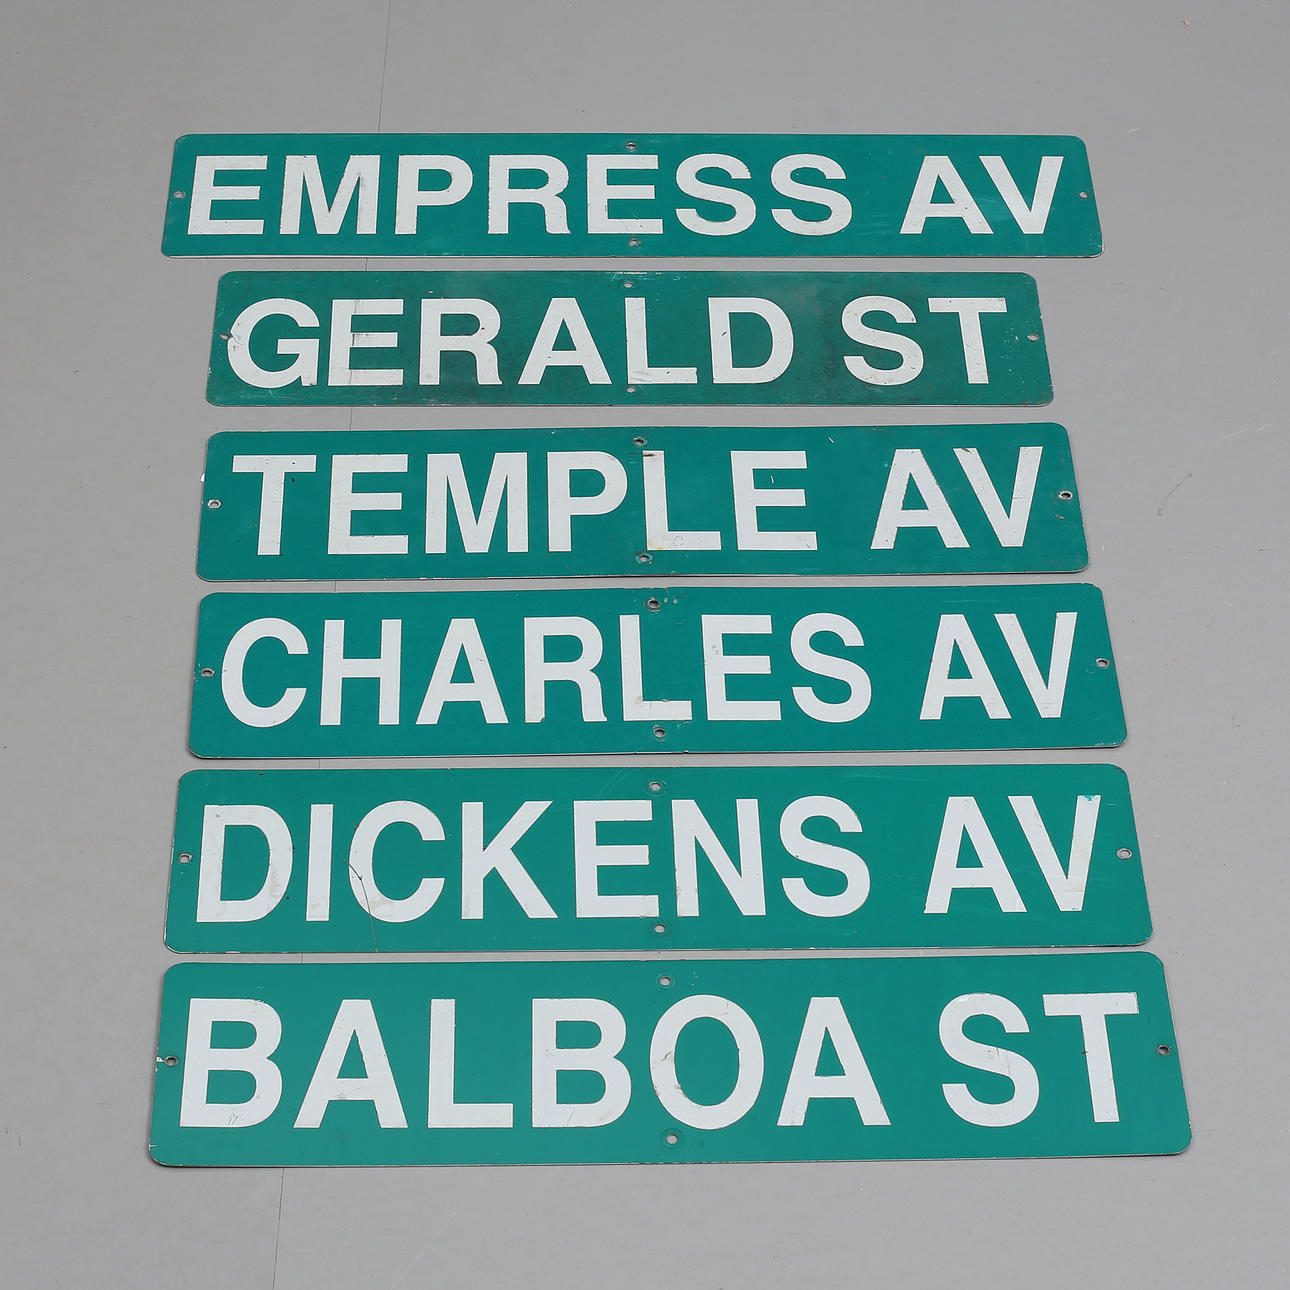 EMPRESS AV
GERALD ST
TEMPLE AV
CHARLES AV
DICKENS AV
BALBOA ST